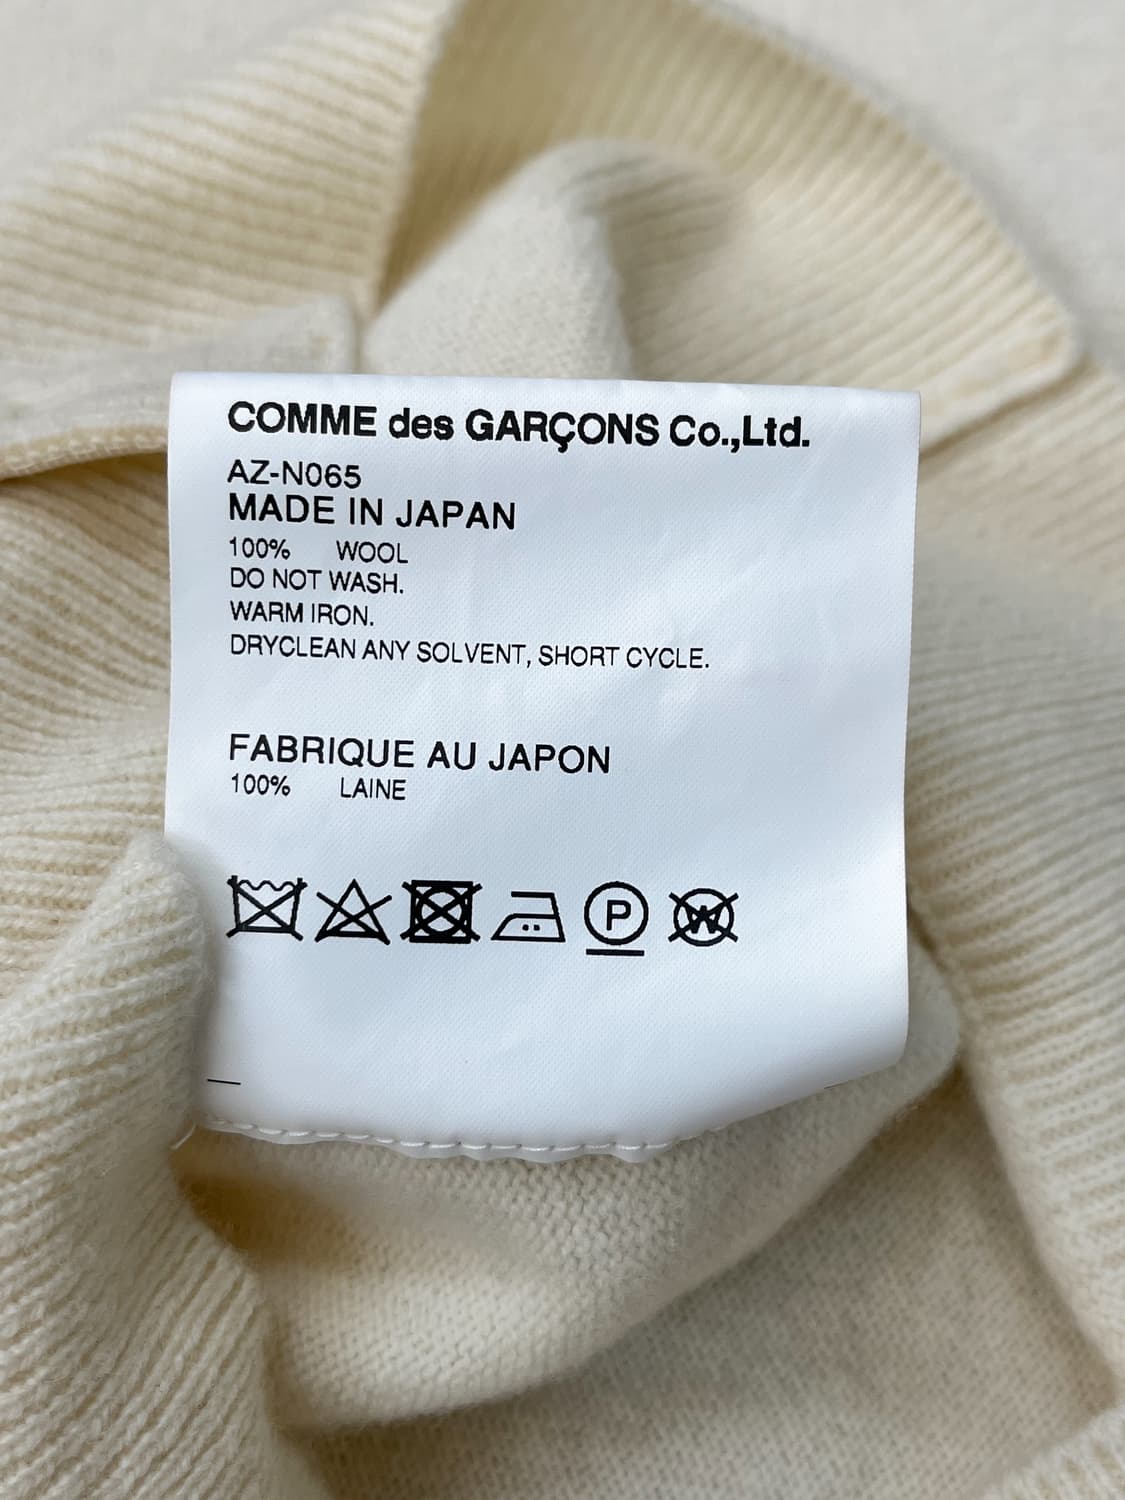 COMME des GARÇONS Co.,Ltd.
AZ-N065
MADE IN JAPAN
100% WOOL
DO NOT WASH.
WARM IRON.
DRYCLEAN ANY SOLVENT, SHORT CYCLE.
FABRIQUE AU JAPON
100% LAINE
P W